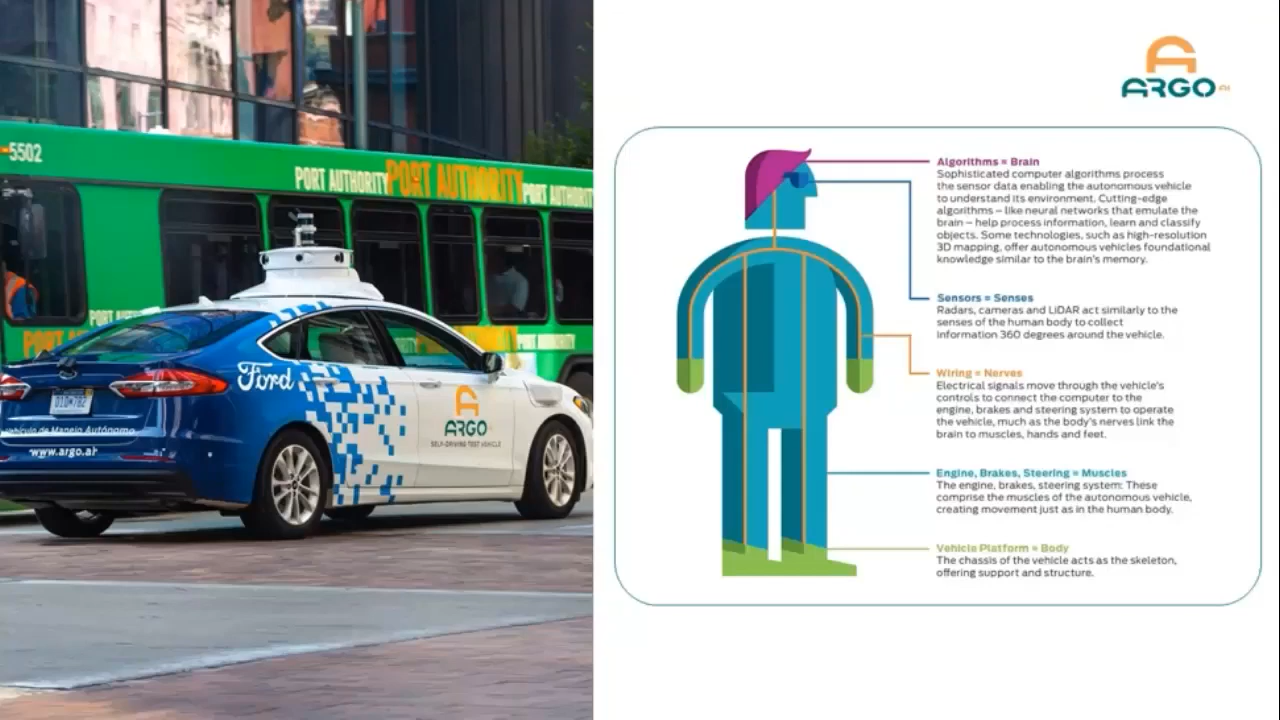 5502
PORT AUTHORITY PORT AUTHORITY PORT AUTHORITY
PORT AUTHORITY
PORT
PORT AUTHORITY
Ford
ARGO
SELF-DRIVING TEST VEHICLE
vehículo de Manejo Autónomo
www.argo.ai
ARGO AI
Algorithms = Brain
Sophisticated computer algorithms process
the sensor data enabling the autonomous vehicle
to understand its environment. Cutting-edge
algorithms – like neural networks that emulate the
brain – help process information, learn and classify
objects. Some technologies, such as high-resolution
3D mapping, offer autonomous vehicles foundational
knowledge similar to the brain's memory.
Sensors = Senses
Radars, cameras and LiDAR act similarly to the
senses of the human body to collect
information 360 degrees around the vehicle.
Wiring = Nerves
Electrical signals move through the vehicle's
controls to connect the computer to the
engine, brakes and steering system to operate
the vehicle, much as the body's nerves link the
brain to muscles, hands and feet.
Engine, Brakes, Steering = Muscles
The engine, brakes, steering system: These
comprise the muscles of the autonomous vehicle,
creating movement just as in the human body.
Vehicle Platform = Body
The chassis of the vehicle acts as the skeleton,
offering support and structure.